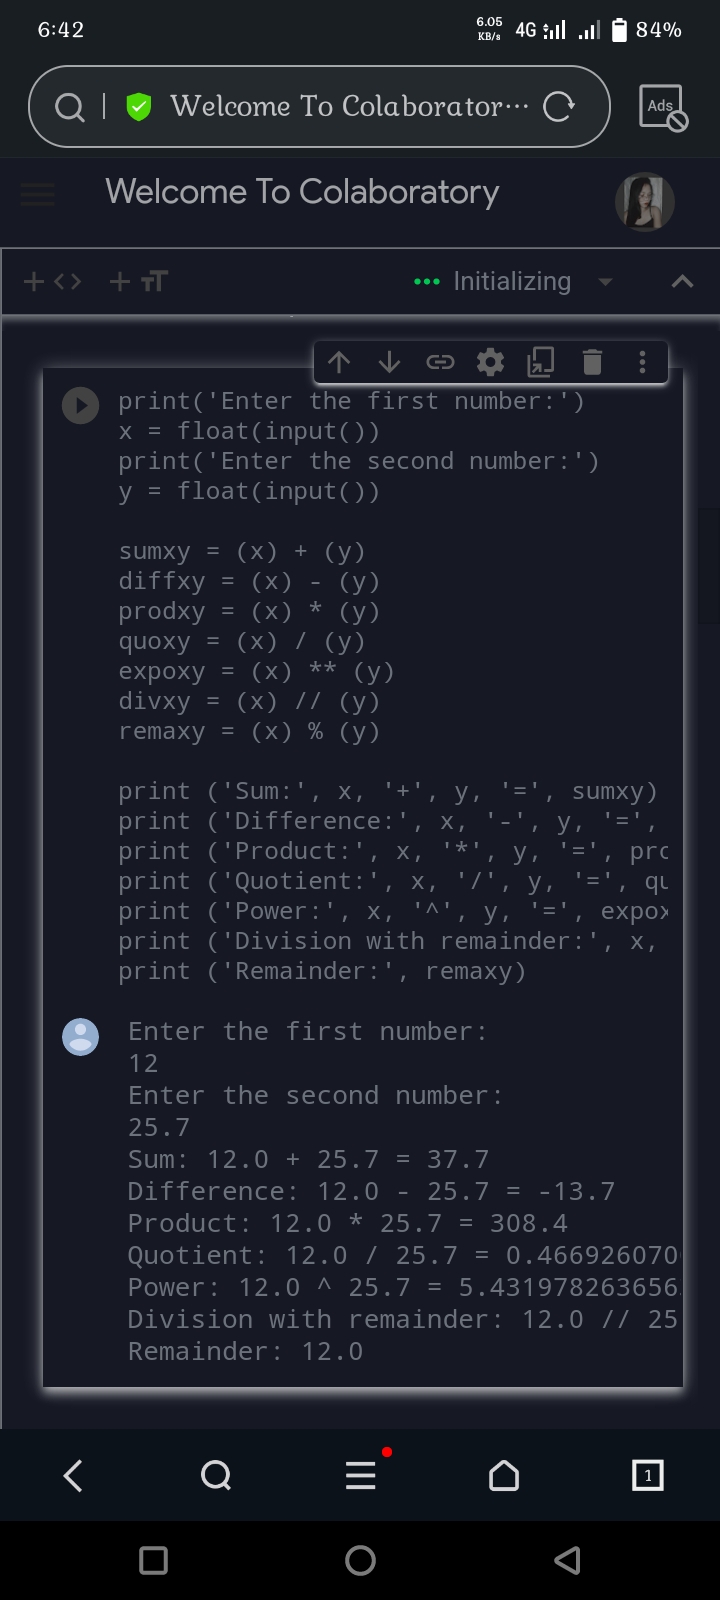 6:42
6.05 KB/s 4G 84%
Welcome To Colaborator...
Ads
Welcome To Colaboratory
Initializing
print('Enter the first number:')
x = float(input())
print('Enter the second number:')
y = float(input())
sumxy = (x) + (y)
diffxy = (x) - (y)
prodxy = (x) * (y)
quoxy = (x) / (y)
expoxy = (x) ** (y)
divxy = (x) // (y)
remaxy = (x) % (y)
print ('Sum:', x, '+', y, '=', sumxy)
print ('Difference:', x, '-', y, '=',
print ('Product:', x, '*', y, '=', pro
print ('Quotient:', x, '/', y, '=', qu
print ('Power:', x, '^', y, '=', expox
print ('Division with remainder:', x,
print ('Remainder:', remaxy)
Enter the first number:
12
Enter the second number:
25.7
Sum: 12.0 + 25.7 = 37.7
Difference: 12.0 - 25.7 = -13.7
Product: 12.0 * 25.7 = 308.4
Quotient: 12.0 / 25.7 = 0.466926070
Power: 12.0 ^ 25.7 = 5.431978263656
Division with remainder: 12.0 // 25
Remainder: 12.0
1